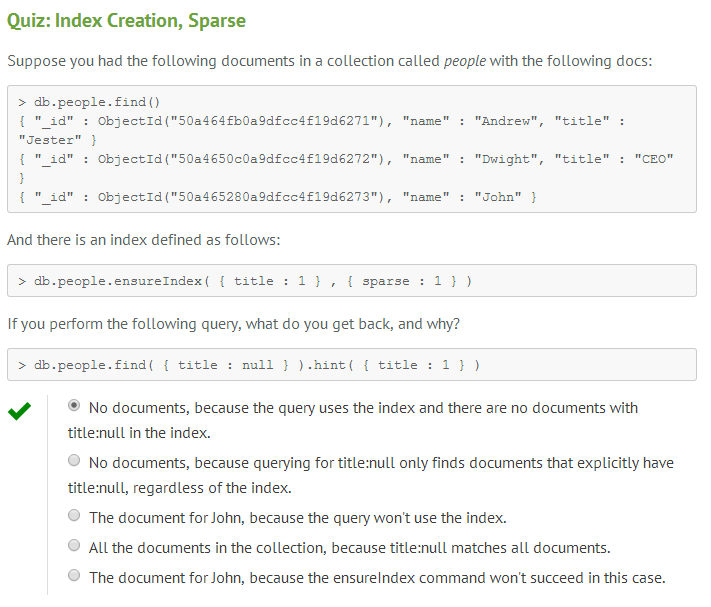 Quiz: Index Creation, Sparse
Suppose you had the following documents in a collection called people with the following docs:
> db.people.find()
{ "_id" : ObjectId("50a464fb0a9dfcc4f19d6271"), "name" : "Andrew", "title" :
"Jester" }
{ "_id" : ObjectId("50a4650c0a9dfcc4f19d6272"), "name" : "Dwight", "title" : "CEO"
}
{ "_id" : ObjectId("50a465280a9dfcc4f19d6273"), "name" : "John" }
And there is an index defined as follows:
> db.people.ensureIndex( { title : 1 } , { sparse : 1 } )
If you perform the following query, what do you get back, and why?
> db.people.find( { title : null } ).hint( { title : 1 } )
No documents, because the query uses the index and there are no documents with
title:null in the index.
No documents, because querying for title:null only finds documents that explicitly have
title:null, regardless of the index.
The document for John, because the query won't use the index.
All the documents in the collection, because title:null matches all documents.
The document for John, because the ensureIndex command won't succeed in this case.